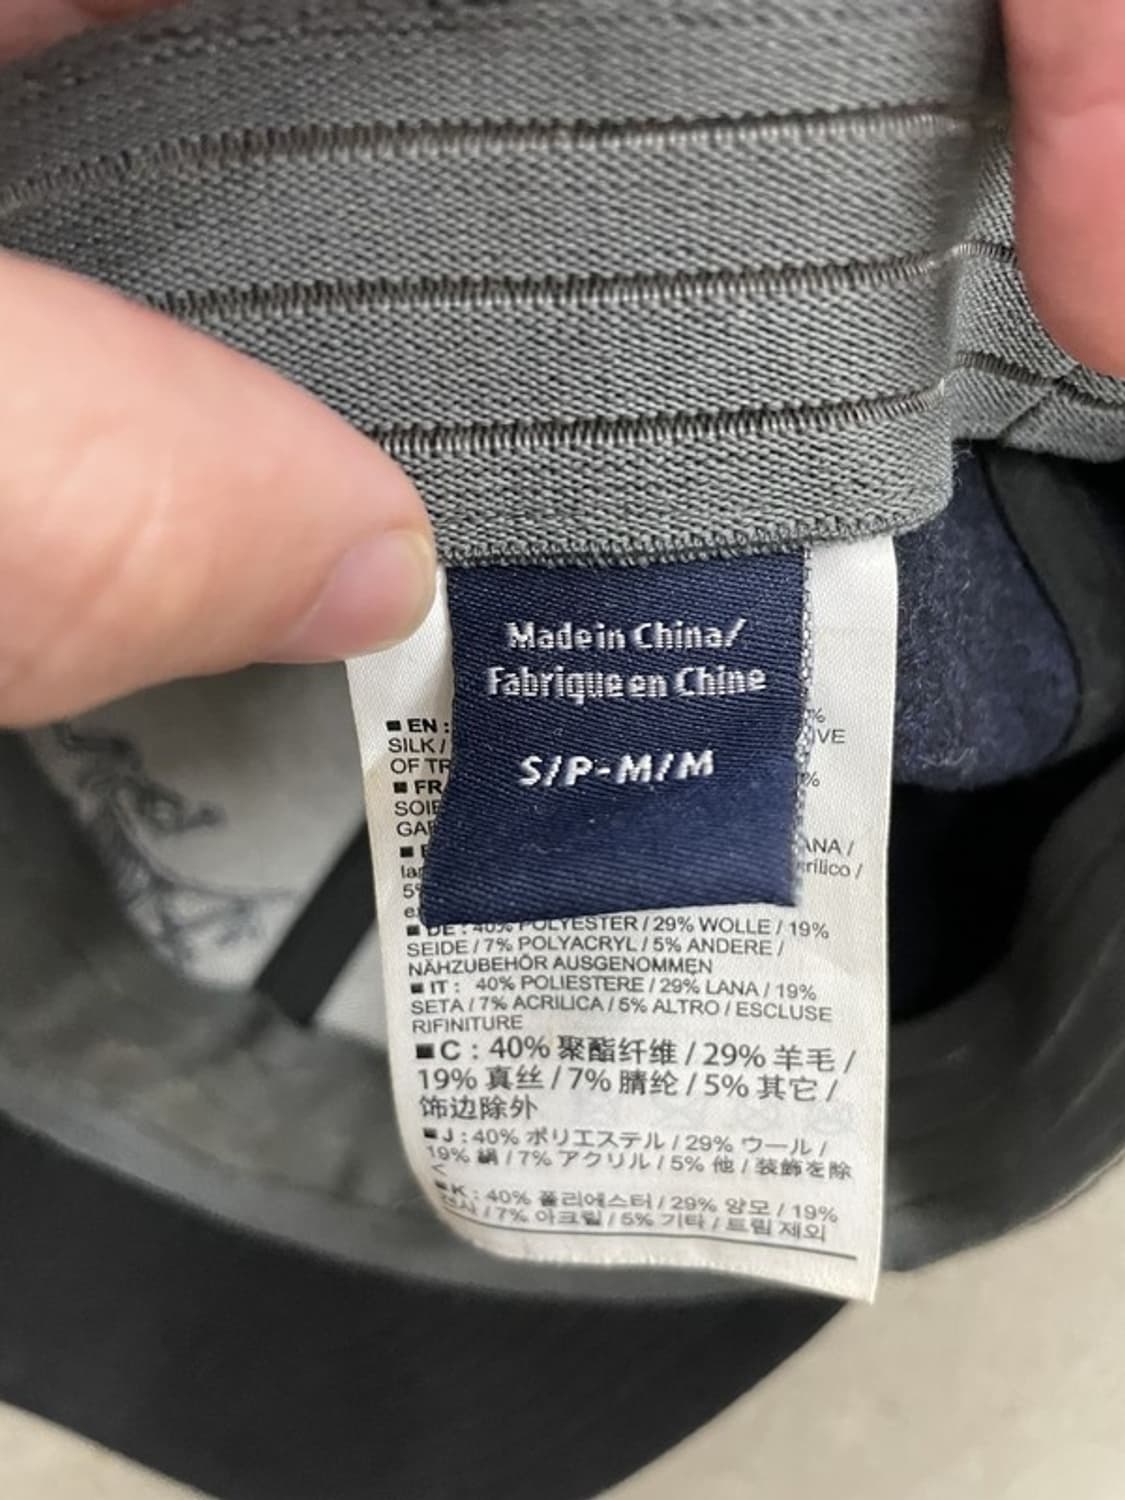 Made in China/
Fabrique en Chine
S/P-M/M
■ EN :
SILK /
OF TR
■ FR
SOIE
%
IVE
%
ANA /
rílico /
■ DE : 40% POLYESTER / 29% WOLLE / 19%
SEIDE / 7% POLYACRYL / 5% ANDERE /
NÄHZUBEHÖR AUSGENOMMEN
■ IT : 40% POLIESTERE / 29% LANA / 19%
SETA / 7% ACRILICA / 5% ALTRO / ESCLUSE
RIFINITURE
■ C : 40% 聚酯纤维 / 29% 羊毛 /
19% 真丝 / 7% 腈纶 / 5% 其它 /
饰边除外
■ J : 40% ポリエステル / 29% ウール /
19% 絹 / 7% アクリル / 5% 他 / 装飾を除
く
■ K : 40% 폴리에스터 / 29% 양모 / 19%
/ 7% 아크릴 / 5% 기타 / 트림 제외